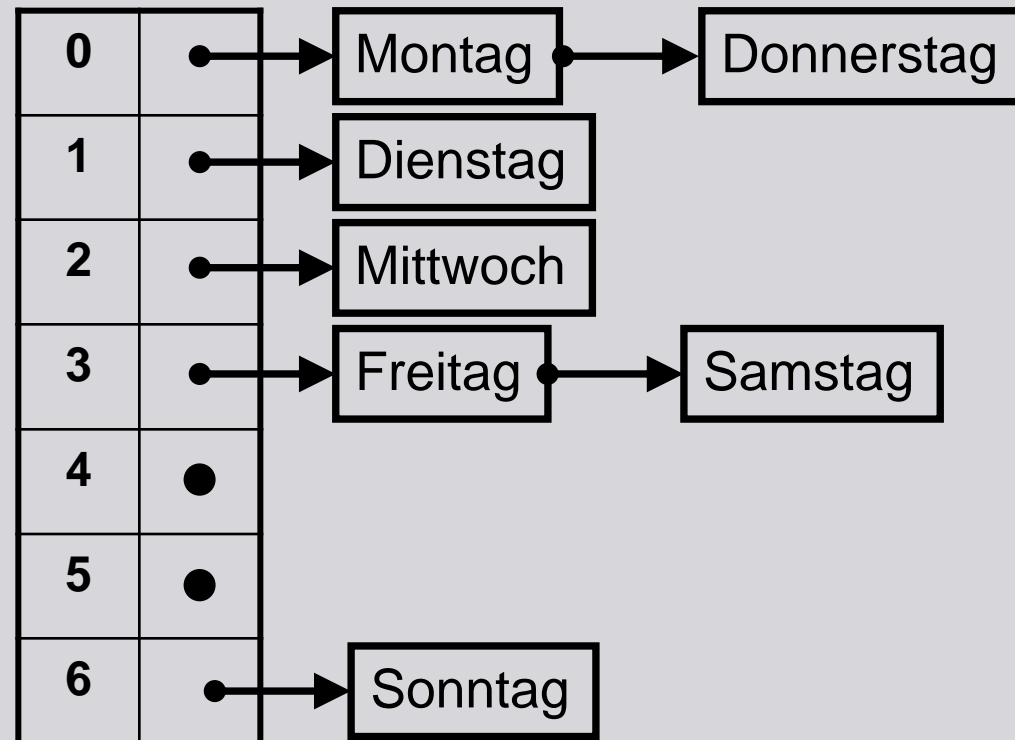 0 Montag Donnerstag
1 Dienstag
2 Mittwoch
3 Freitag Samstag
4
5
6 Sonntag